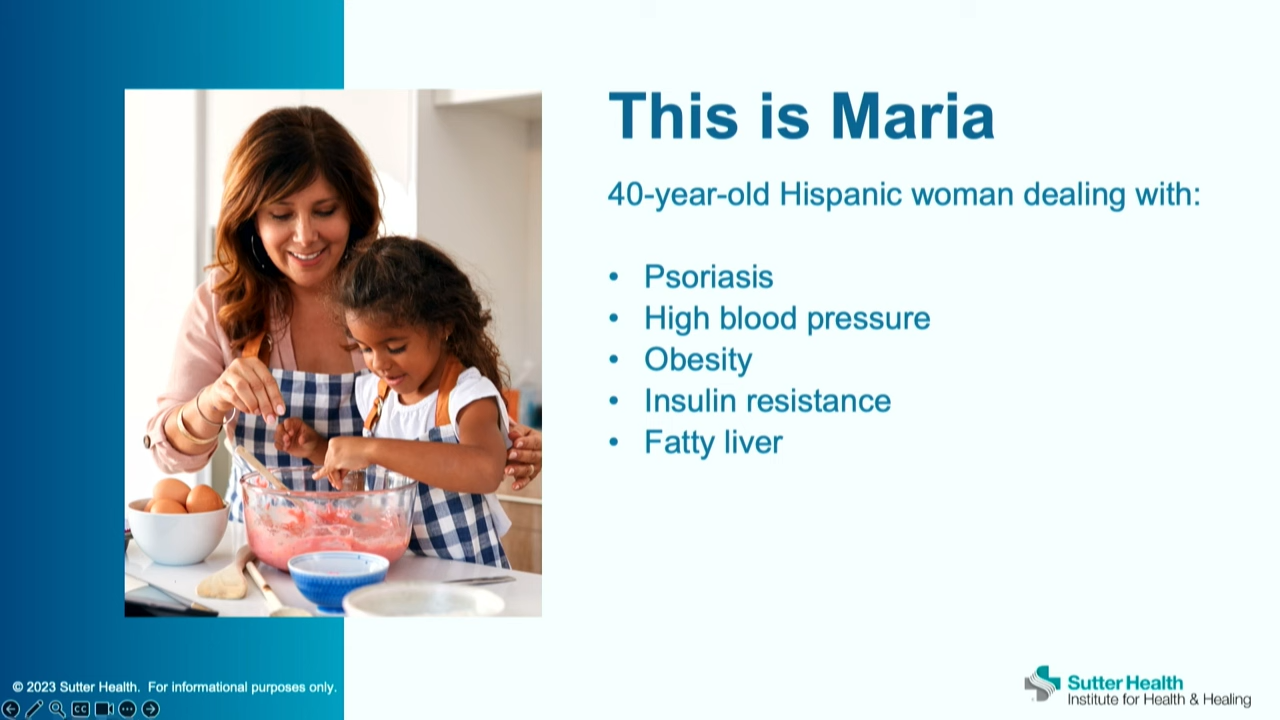 This is Maria
40-year-old Hispanic woman dealing with:
• Psoriasis
• High blood pressure
• Obesity
• Insulin resistance
• Fatty liver
© 2023 Sutter Health. For informational purposes only.
CC
Sutter Health
Institute for Health & Healing